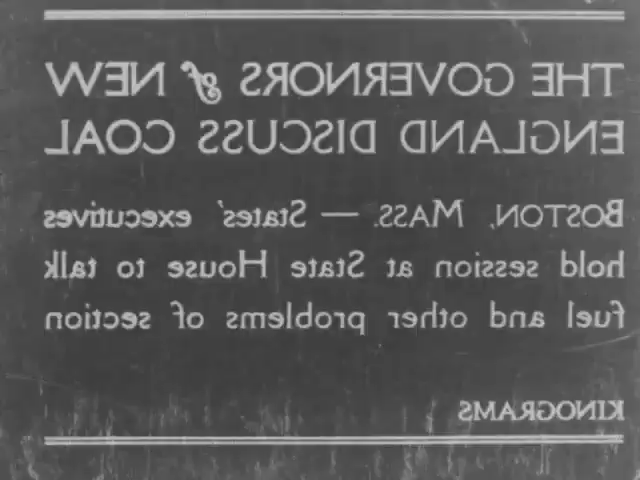 THE GOVERNORS of NEW
ENGLAND DISCUSS COAL
BOSTON, MASS. — States' executives
hold session at State House to talk
fuel and other problems of section
KINOGRAMS